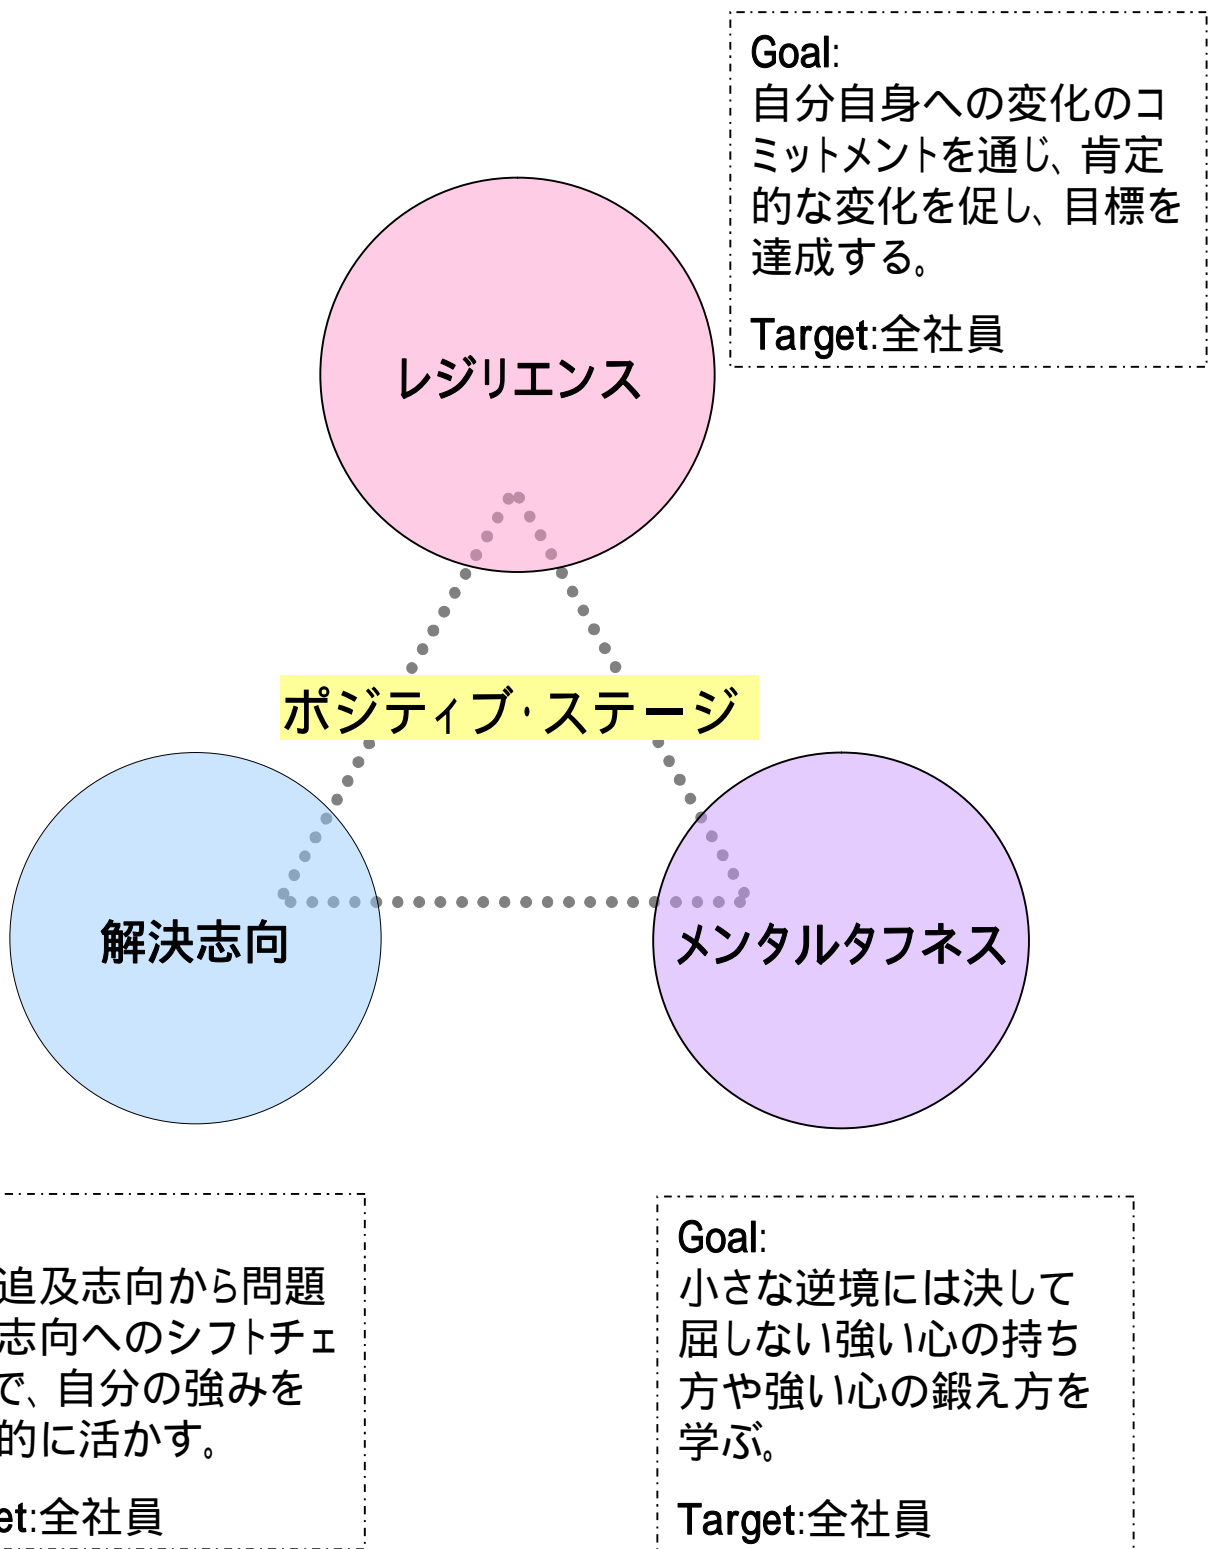 Goal:
自分自身への変化のコ
ミットメントを通じ、肯定
的な変化を促し、目標を
達成する。
Target:全社員
レジリエンス
ポジティブ・ステージ
解決志向
メンタルタフネス
追及志向から問題
志向へのシフトチェ
で、自分の強みを
的に活かす。
et:全社員
Goal:
小さな逆境には決して
屈しない強い心の持ち
方や強い心の鍛え方を
学ぶ。
Target:全社員